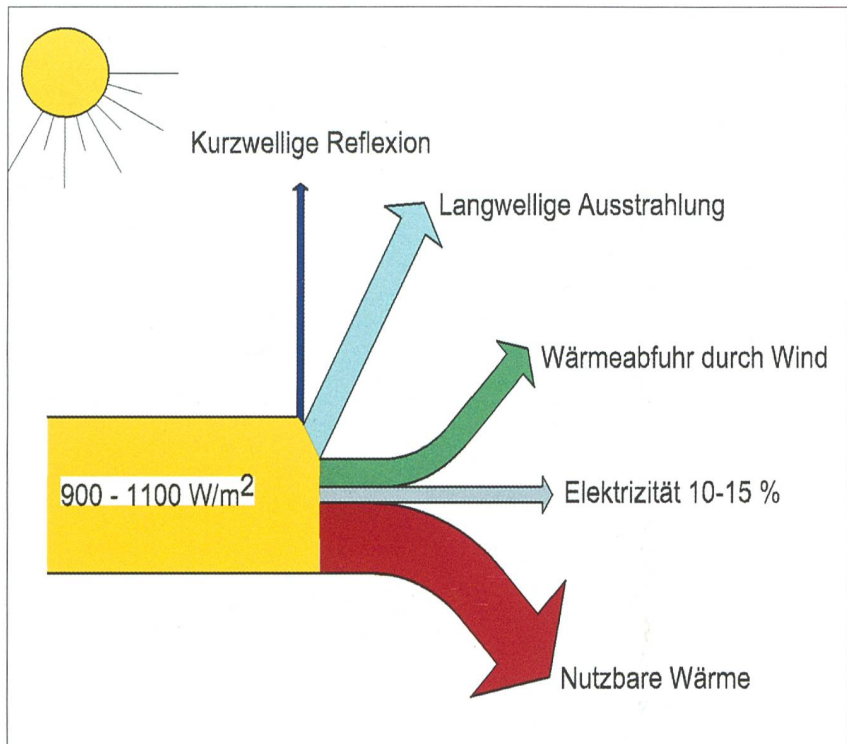 Kurzwellige Reflexion
Langwellige Ausstrahlung
Wärmeabfuhr durch Wind
900 - 1100 W/m²
Elektrizität 10-15 %
Nutzbare Wärme